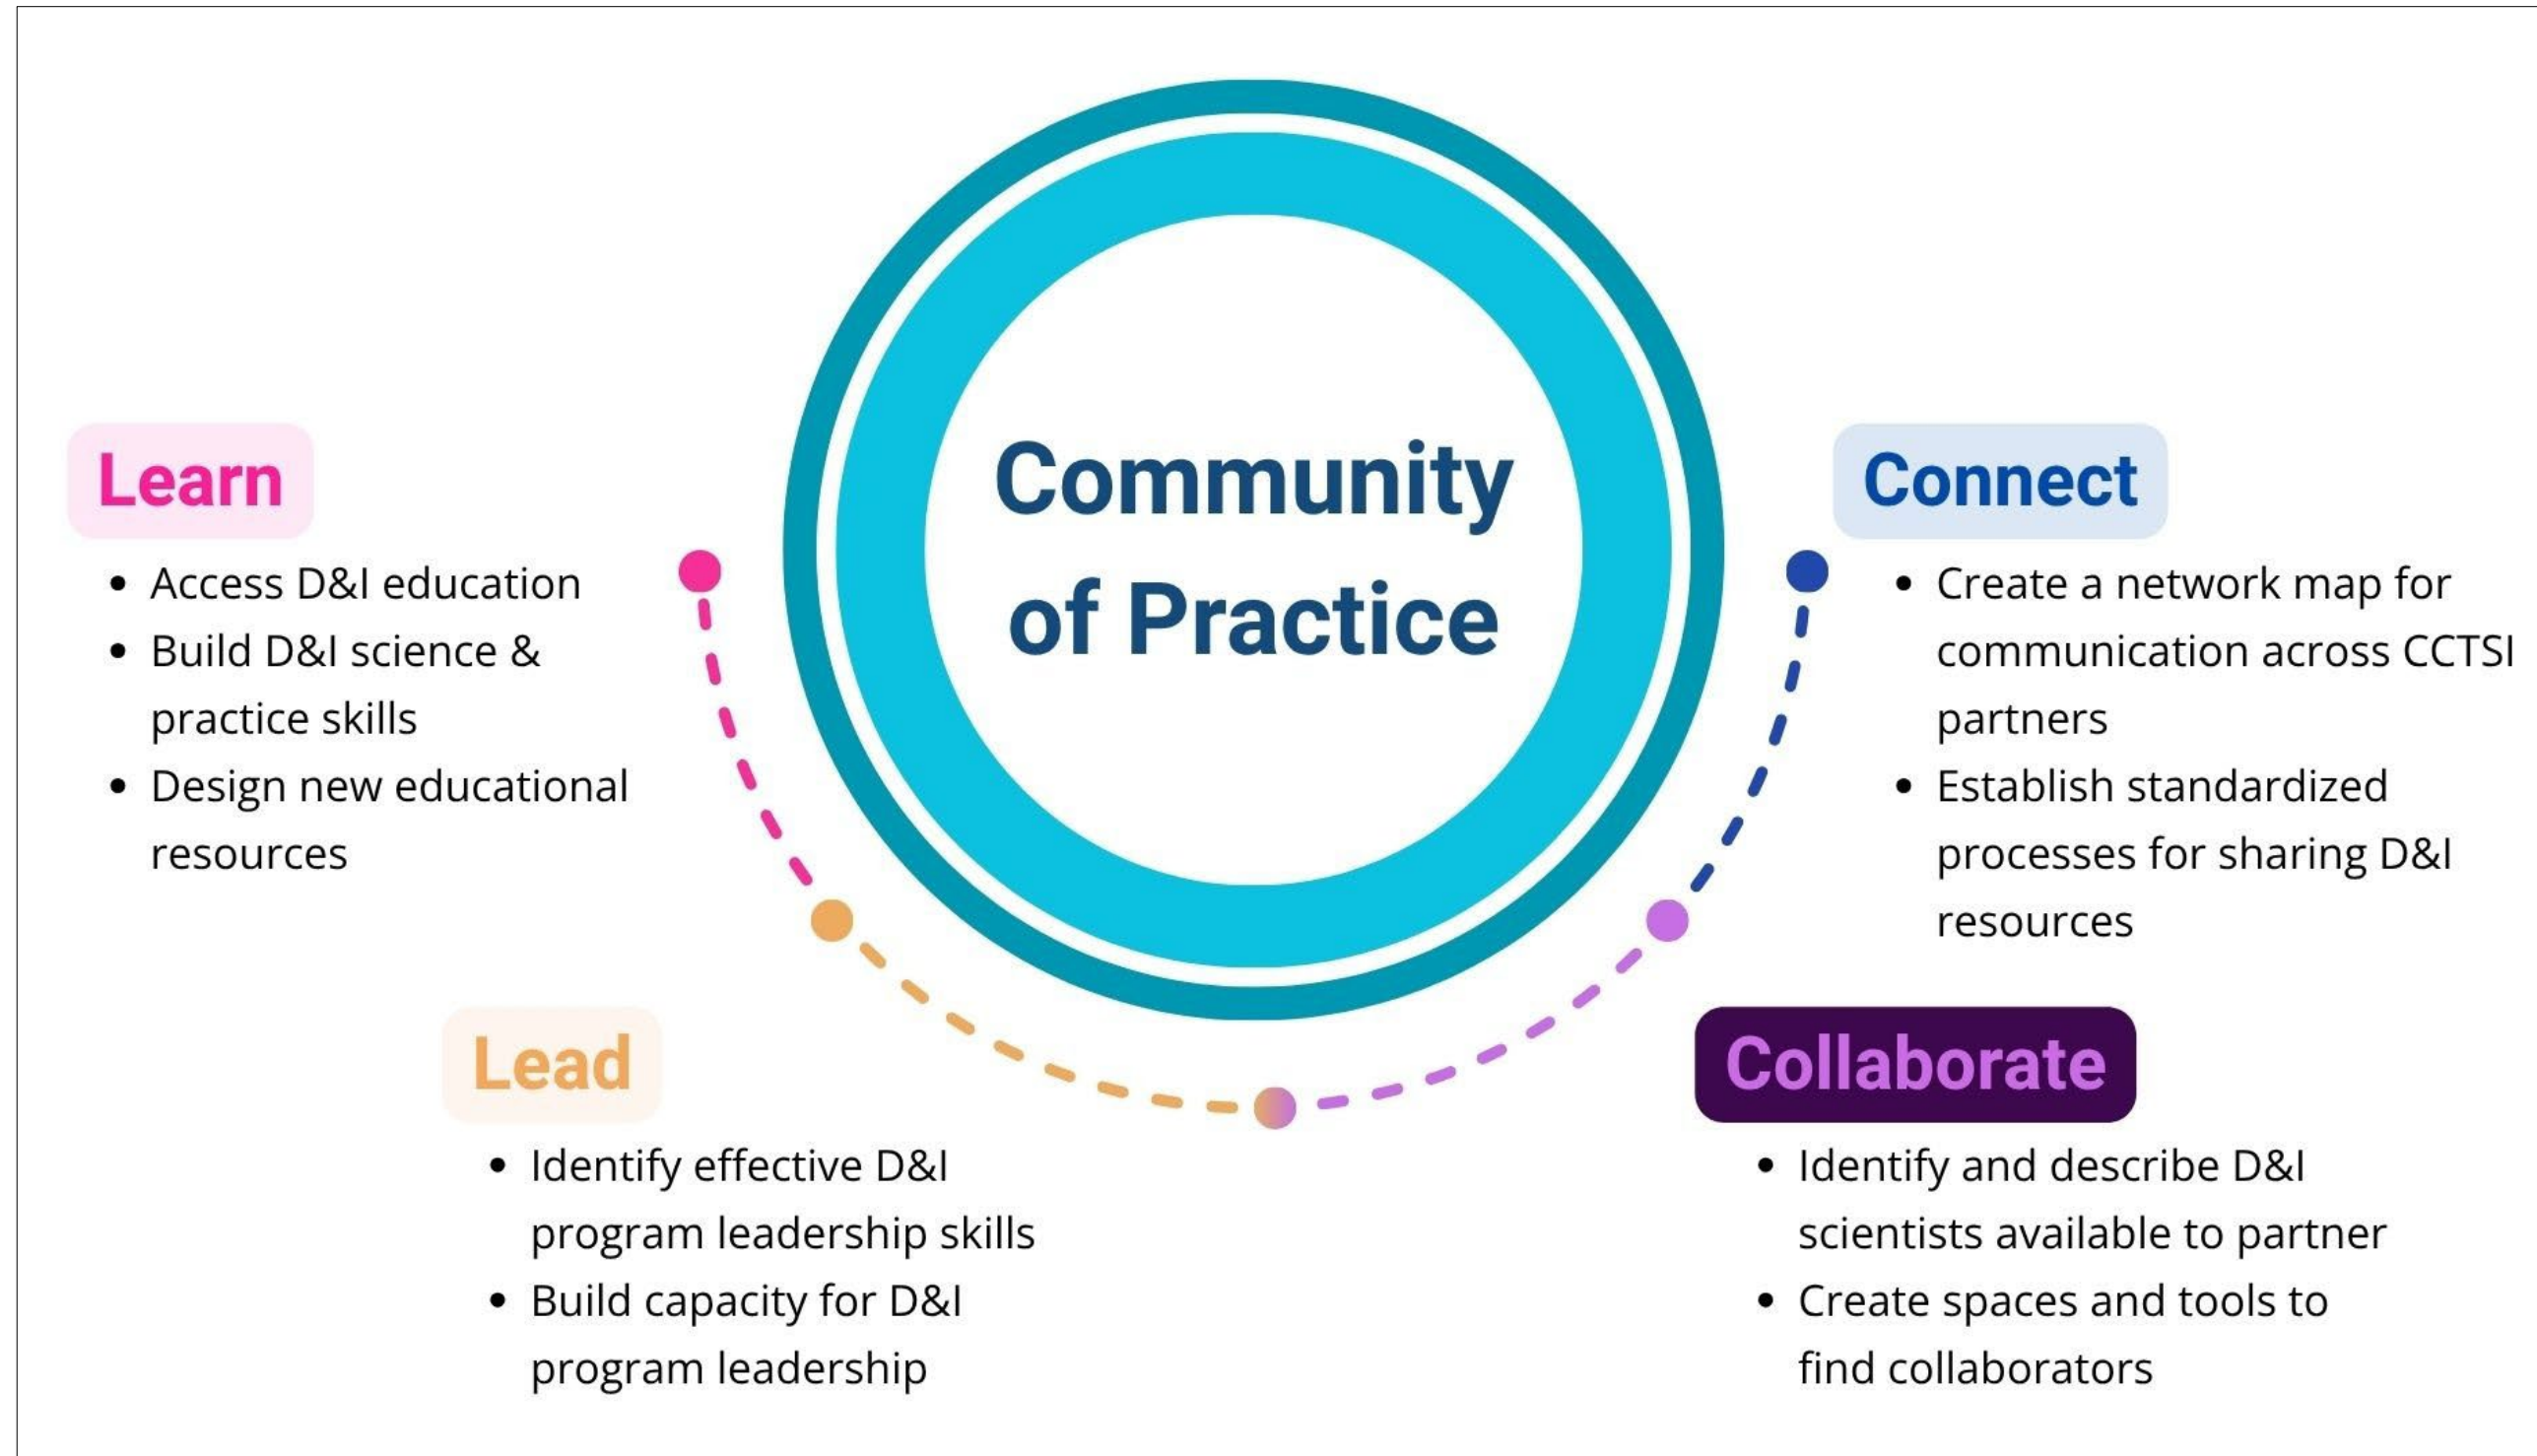 Community
of Practice
Learn
• Access D&I education
• Build D&I science &
practice skills
• Design new educational
resources
Lead
• Identify effective D&I
program leadership skills
• Build capacity for D&I
program leadership
Connect
• Create a network map for
communication across CCTSI
partners
• Establish standardized
processes for sharing D&I
resources
Collaborate
• Identify and describe D&I
scientists available to partner
• Create spaces and tools to
find collaborators